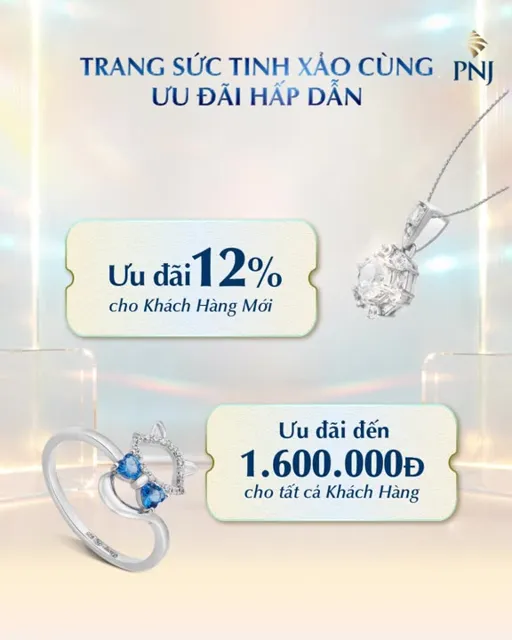 TRANG SỨC TINH XẢO CÙNG
ƯU ĐÃI HẤP DẪN
PNJ
Ưu đãi 12%
cho Khách Hàng Mới
Ưu đãi đến
1.600.000Đ
cho tất cả Khách Hàng